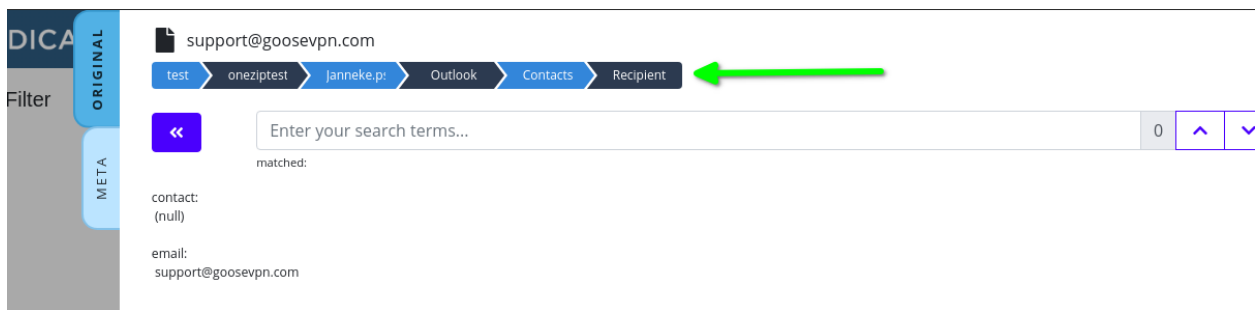 DICA
ORIGINAL
support@goosevpn.com
test oneziptest Janneke.p: Outlook Contacts Recipient
Filter
META
Enter your search terms... 0
matched:
contact:
(null)
email:
support@goosevpn.com